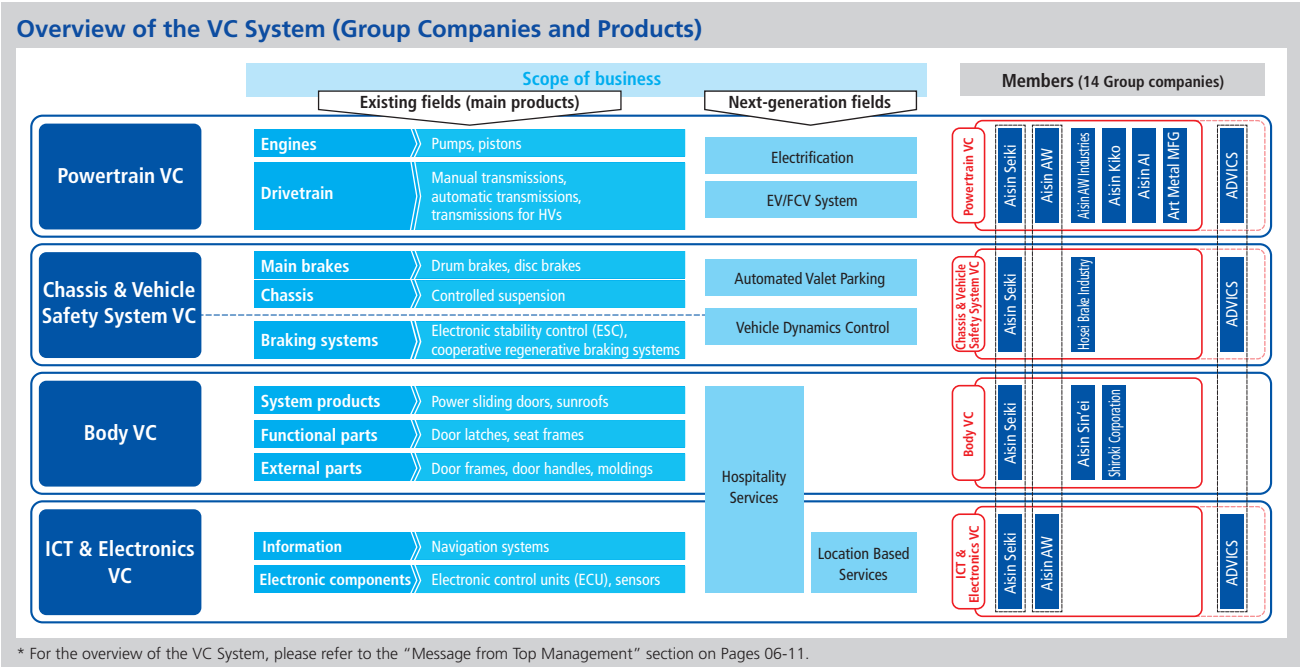 Overview of the VC System (Group Companies and Products)
Scope of business
Members (14 Group companies)
Existing fields (main products)
Next-generation fields
Powertrain VC
Engines
Pumps, pistons
Drivetrain
Manual transmissions,
automatic transmissions,
transmissions for HVs
Electrification
EV/FCV System
Powertrain VC
Aisin Seiki
Aisin AW
Aisin AW Industries
Aisin Kiko
Aisin AI
Art Metal MFG
ADVICS
Chassis & Vehicle
Safety System VC
Main brakes
Drum brakes, disc brakes
Chassis
Controlled suspension
Braking systems
Electronic stability control (ESC),
cooperative regenerative braking systems
Automated Valet Parking
Vehicle Dynamics Control
Chassis & Vehicle
Safety System VC
Aisin Seiki
Hosei Brake Industry
ADVICS
Body VC
System products
Power sliding doors, sunroofs
Functional parts
Door latches, seat frames
External parts
Door frames, door handles, moldings
Hospitality
Services
Body VC
Aisin Seiki
Aisin Sin'ei
Shiroki Corporation
ICT & Electronics
VC
Information
Navigation systems
Electronic components
Electronic control units (ECU), sensors
Location Based
Services
ICT &
Electronics VC
Aisin Seiki
Aisin AW
ADVICS
* For the overview of the VC System, please refer to the “Message from Top Management” section on Pages 06-11.